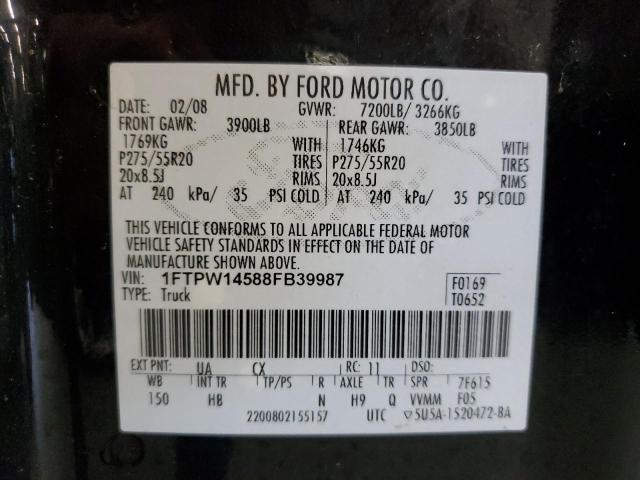 MFD. BY FORD MOTOR CO.
DATE: 02/08 GVWR: 7200LB/ 3266KG
FRONT GAWR: 3900LB REAR GAWR: 3850LB
1769KG WITH 1746KG WITH
P275/55R20 TIRES P275/55R20 TIRES
20x8.5J RIMS 20x8.5J RIMS
AT 240 kPa/ 35 PSI COLD AT 240 kPa/ 35 PSI COLD
THIS VEHICLE CONFORMS TO ALL APPLICABLE FEDERAL MOTOR
VEHICLE SAFETY STANDARDS IN EFFECT ON THE DATE OF
MANUFACTURE SHOWN ABOVE.
VIN: 1FTPW14588FB39987 F0169
TYPE: Truck T0652
EXT PNT: UA CX RC: 11 DSO:
WB INT TR TP/PS R AXLE TR SPR 7F615
150 HB N H9 Q VVMM F05
2200802155157 UTC ▽5U5A-1520472-BA